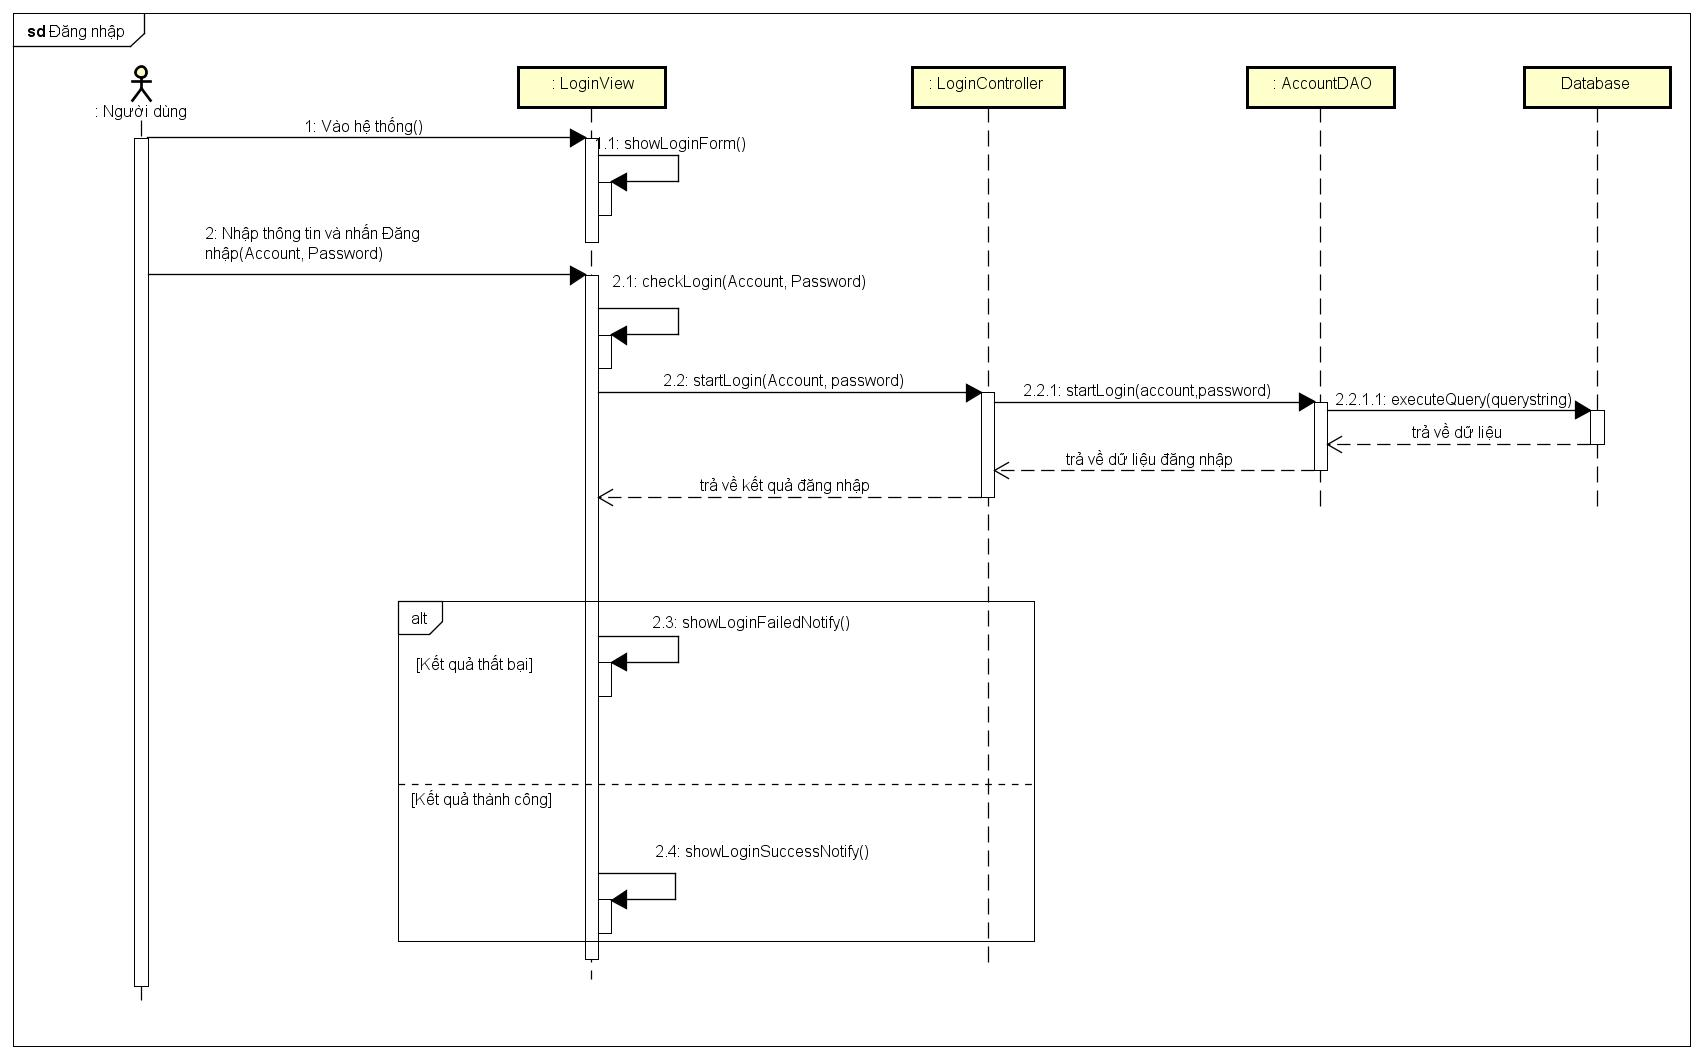 sd Đăng nhập
: Người dùng
: LoginView
: LoginController
: AccountDAO
Database
1: Vào hệ thống()
1.1: showLoginForm()
2: Nhập thông tin và nhấn Đăng
nhập(Account, Password)
2.1: checkLogin(Account, Password)
2.2: startLogin(Account, password)
2.2.1: startLogin(account,password)
2.2.1.1: executeQuery(querystring)
trả về dữ liệu
trả về dữ liệu đăng nhập
trả về kết quả đăng nhập
alt
2.3: showLoginFailedNotify()
[Kết quả thất bại]
[Kết quả thành công]
2.4: showLoginSuccessNotify()